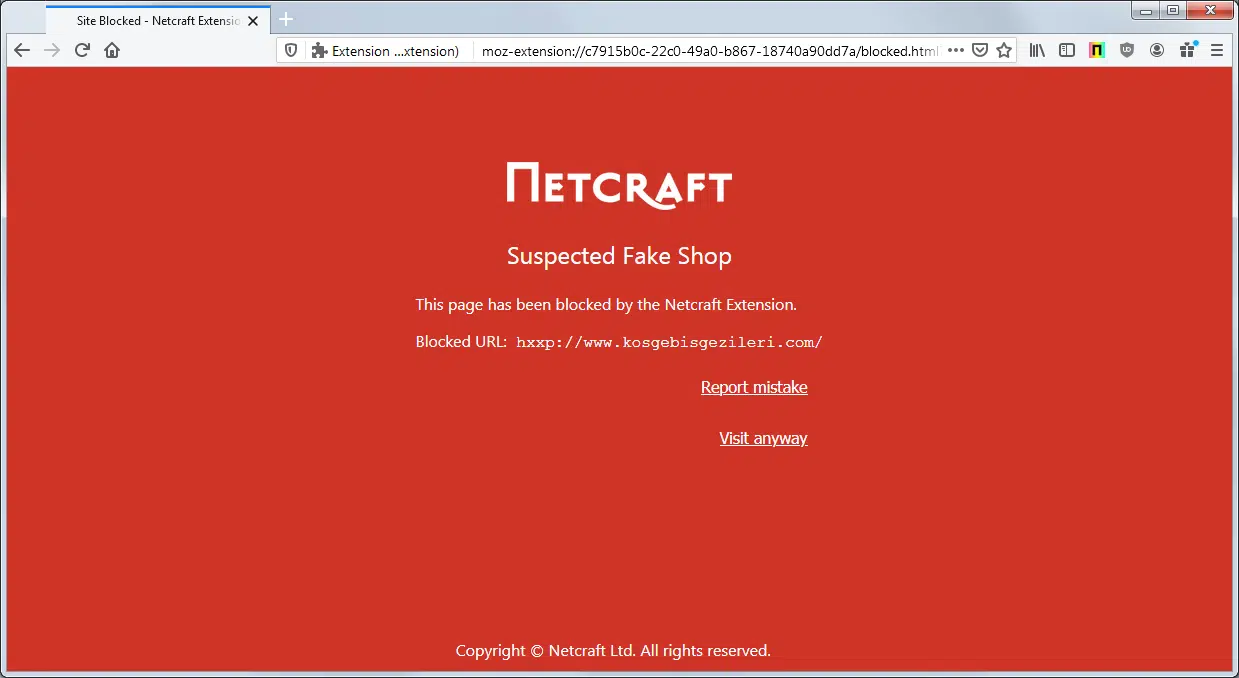 Site Blocked - Netcraft Extensio
Extension ...xtension)
moz-extension://c7915b0c-22c0-49a0-b867-18740a90dd7a/blocked.html
NETCRAFT
Suspected Fake Shop
This page has been blocked by the Netcraft Extension.
Blocked URL: hxxp://www.kosgebisgezileri.com/
Report mistake
Visit anyway
Copyright © Netcraft Ltd. All rights reserved.